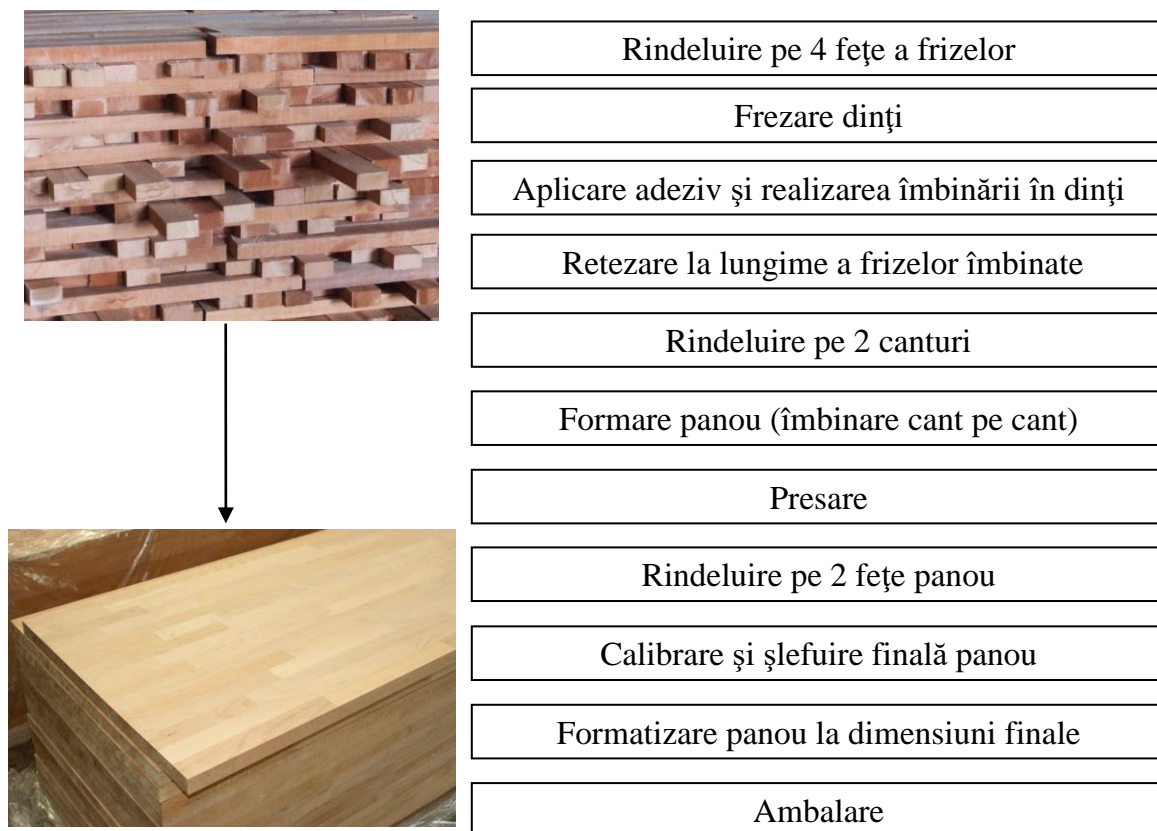 Rindeluire pe 4 feţe a frizelor
Frezare dinţi
Aplicare adeziv şi realizarea îmbinării în dinţi
Retezare la lungime a frizelor îmbinate
Rindeluire pe 2 canturi
Formare panou (îmbinare cant pe cant)
Presare
Rindeluire pe 2 feţe panou
Calibrare şi şlefuire finală panou
Formatizare panou la dimensiuni finale
Ambalare